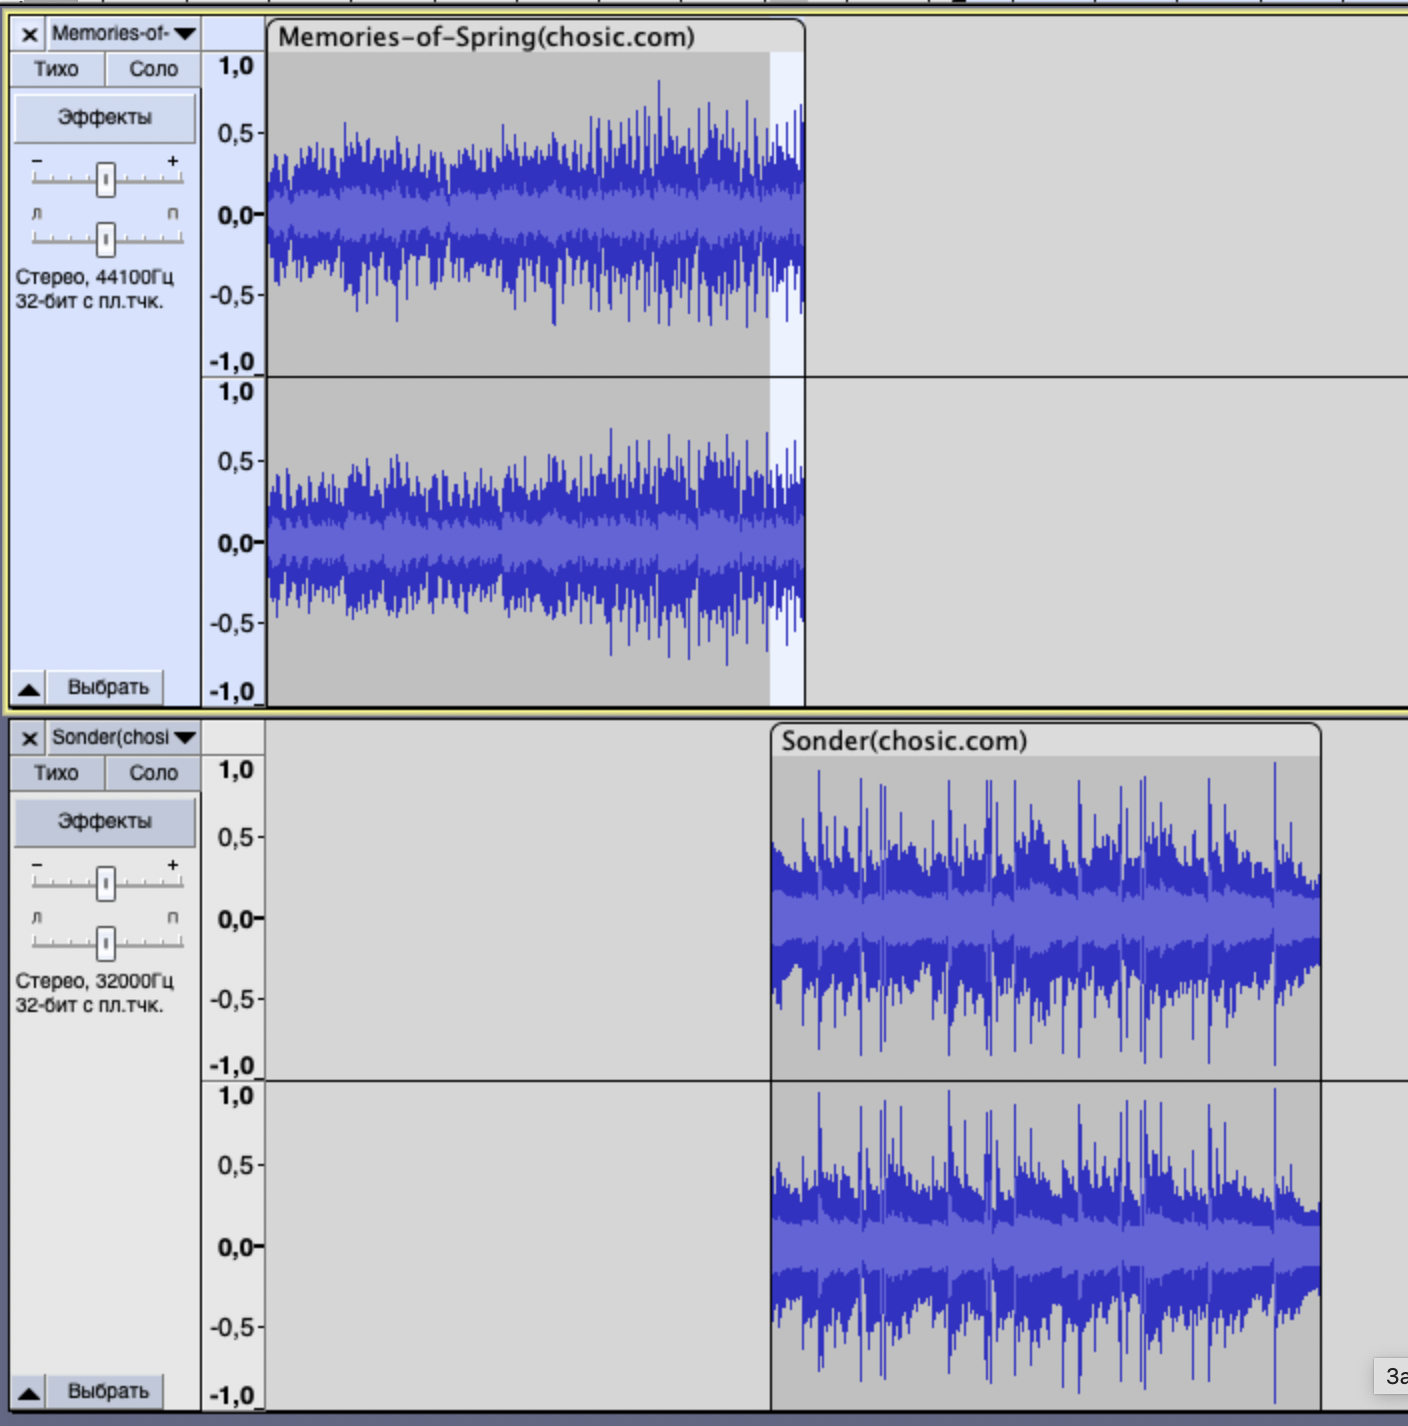 Memories-of-
Memories-of-Spring(chosic.com)
Тихо
Соло
Эффекты
- +
Л П
Стерео, 44100Гц
32-бит с пл.тчк.
Выбрать
1,0
0,5
0,0
-0,5
-1,0
1,0
0,5
0,0
-0,5
-1,0
Sonder(chosi
Sonder(chosic.com)
Тихо
Соло
Эффекты
- +
Л П
Стерео, 32000Гц
32-бит с пл.тчк.
Выбрать
1,0
0,5
0,0
-0,5
-1,0
1,0
0,5
0,0
-0,5
-1,0
За